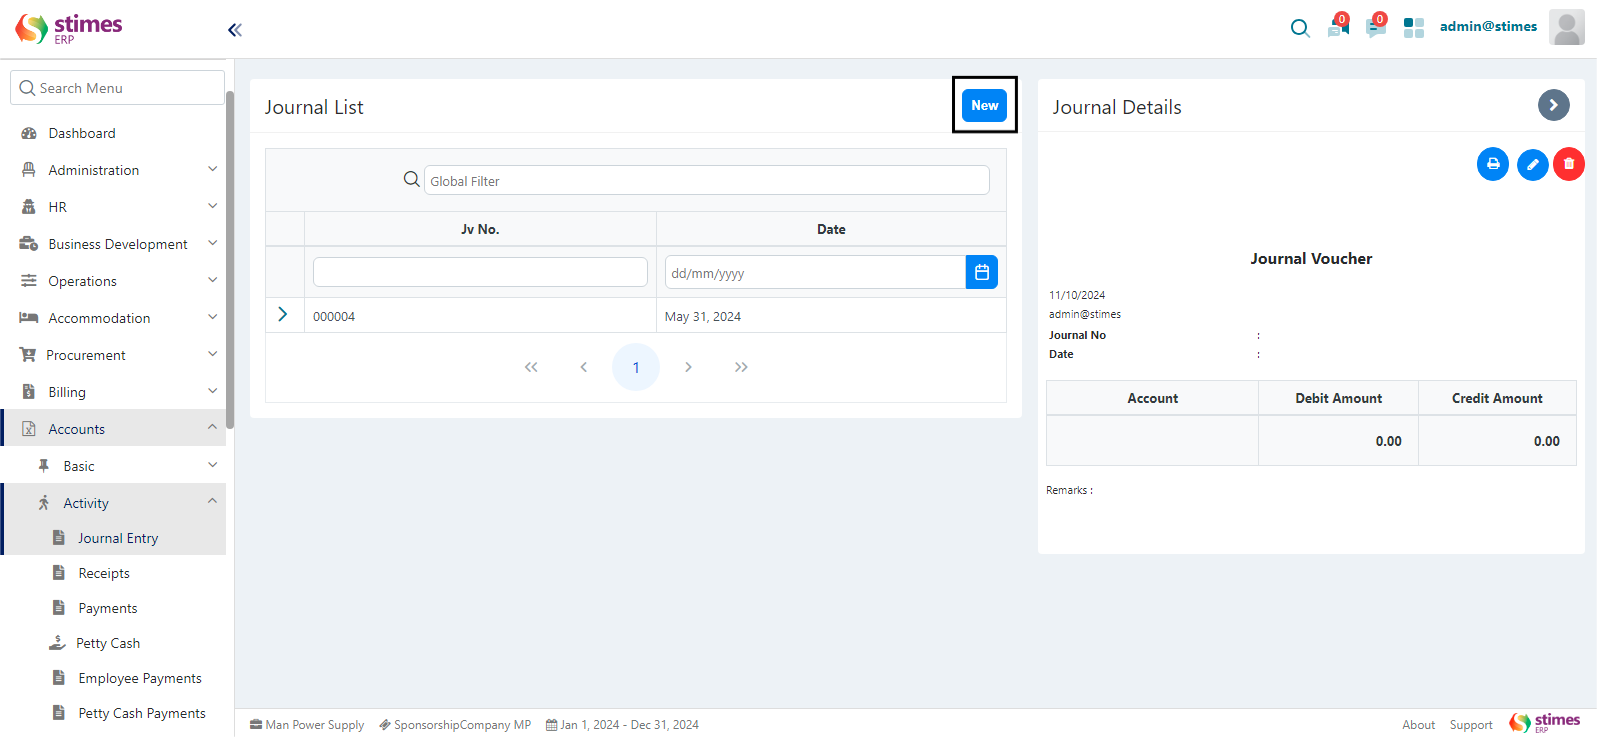 stimes
ERP
0
0
admin@stimes
Search Menu
Dashboard
Administration
HR
Business Development
Operations
Accommodation
Procurement
Billing
Accounts
Basic
Activity
Journal Entry
Receipts
Payments
Petty Cash
Employee Payments
Petty Cash Payments
Journal List
New
Global Filter
Jv No.
Date
dd/mm/yyyy
000004
May 31, 2024
1
Journal Details
Journal Voucher
11/10/2024
admin@stimes
Journal No :
Date :
Account Debit Amount Credit Amount
0.00 0.00
Remarks :
Man Power Supply SponsorshipCompany MP Jan 1, 2024 - Dec 31, 2024
About Support
stimes
ERP